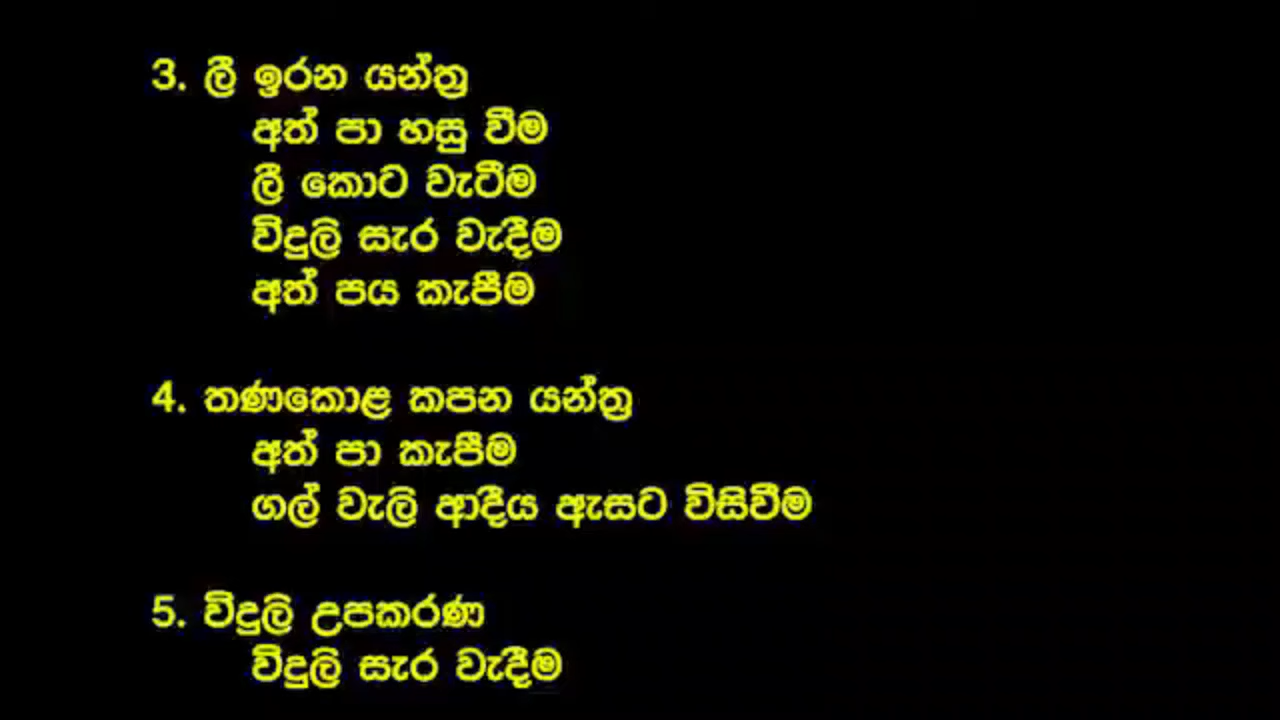 3. ලී ඉරන යන්ත්‍ර
අත් පා හසු වීම
ලී කොට වැටීම
විදුලි සැර වැදීම
අත් පය කැපීම
4. තණකොළ කපන යන්ත්‍ර
අත් පා කැපීම
ගල් වැලි ආදීය ඇසට විසිවීම
5. විදුලි උපකරණ
විදුලි සැර වැදීම